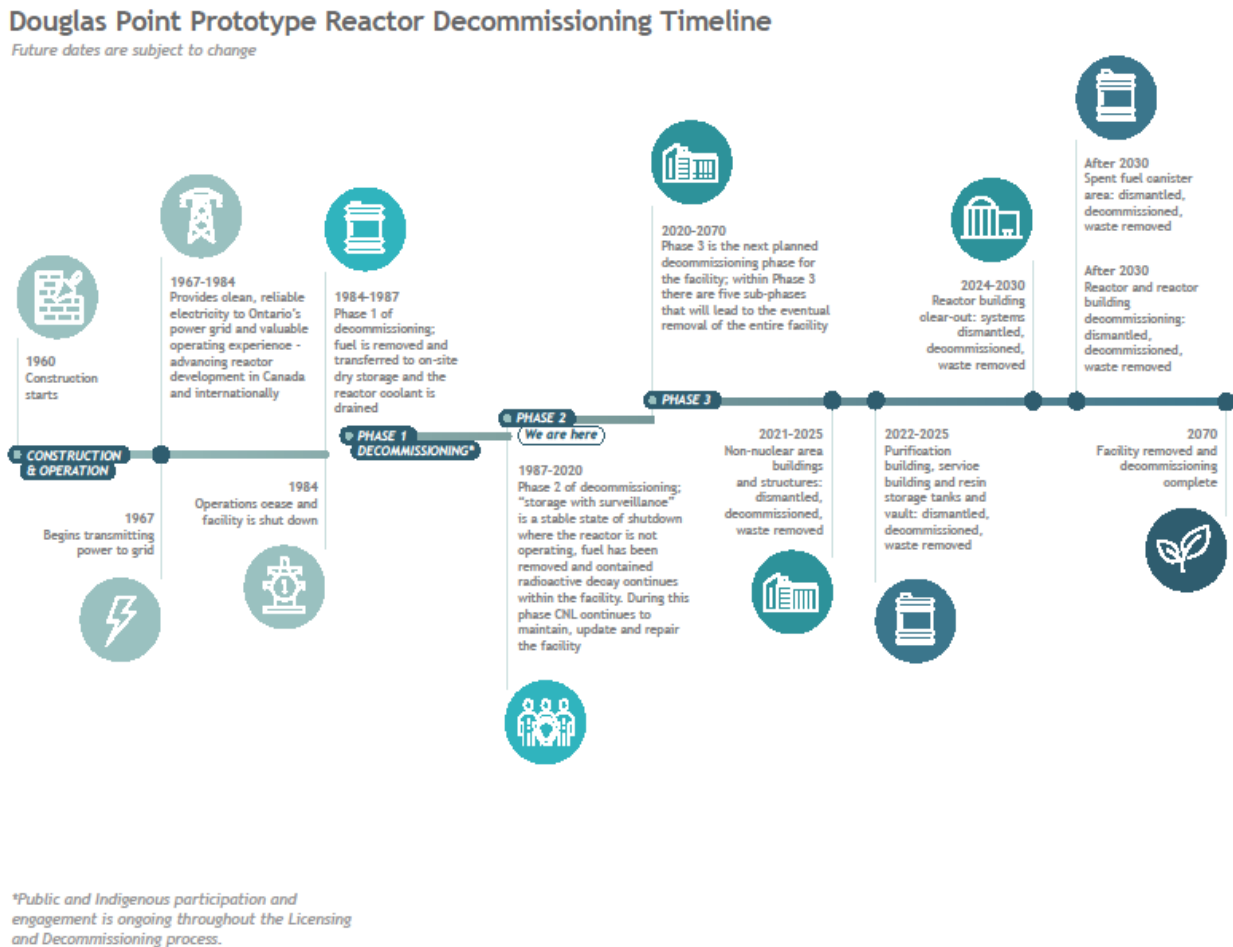 Douglas Point Prototype Reactor Decommissioning Timeline
Future dates are subject to change
1960
Construction
starts
1967-1984
Provides clean, reliable
electricity to Ontario's
power grid and valuable
operating experience -
advancing reactor
development in Canada
and internationally
1984-1987
Phase 1 of
decommissioning;
fuel is removed and
transferred to on-site
dry storage and the
reactor coolant is
drained
2020-2070
Phase 3 is the next planned
decommissioning phase for
the facility; within Phase 3
there are five sub-phases
that will lead to the eventual
removal of the entire facility
2024-2030
Reactor building
clear-out: systems
dismantled,
decommissioned,
waste removed
After 2030
Spent fuel canister
area: dismantled,
decommissioned,
waste removed
After 2030
Reactor and reactor
building
decommissioning:
dismantled,
decommissioned,
waste removed
CONSTRUCTION
& OPERATION
PHASE 1
DECOMMISSIONING*
PHASE 2
We are here
PHASE 3
1967
Begins transmitting
power to grid
1984
Operations cease and
facility is shut down
1
1987-2020
Phase 2 of decommissioning;
"storage with surveillance"
is a stable state of shutdown
where the reactor is not
operating, fuel has been
removed and contained
radioactive decay continues
within the facility. During this
phase CNL continues to
maintain, update and repair
the facility
2021-2025
Non-nuclear area
buildings
and structures:
dismantled,
decommissioned,
waste removed
2022-2025
Purification
building, service
building and resin
storage tanks and
vault: dismantled,
decommissioned,
waste removed
2070
Facility removed and
decommissioning
complete
*Public and Indigenous participation and
engagement is ongoing throughout the Licensing
and Decommissioning process.